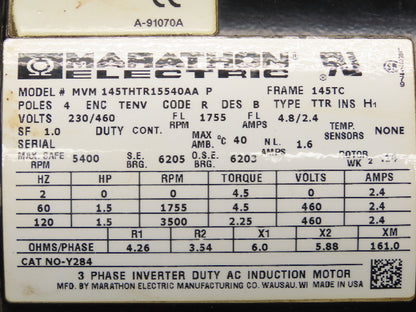 A-91070A
MARATHON
ELECTRIC
MODEL # MVM 145THTR15540AA P FRAME 145TC
POLES 4 ENC TENV CODE R DES B TYPE TTR INS H1
VOLTS 230/460 FL RPM 1755 FL AMPS 4.8/2.4
SF 1.0 DUTY CONT. MAX AMB °C 40 NL AMPS 1.6 TEMP. SENSORS NONE
SERIAL
MAX. SAFE RPM 5400 S.E. BRG. 6205 O.S.E. BRG. 6203 ROTOR WK2
HZ HP RPM TORQUE VOLTS AMPS
2 0 0 4.5 0 2.4
60 1.5 1755 4.5 460 2.4
120 1.5 3500 2.25 460 2.4
R1 R2 X1 X2 XM
OHMS/PHASE 4.26 3.54 6.0 5.88 161.0
CAT NO-Y284
3 PHASE INVERTER DUTY AC INDUCTION MOTOR
MFG. BY MARATHON ELECTRIC MANUFACTURING CO. WAUSAU. WI MADE IN USA